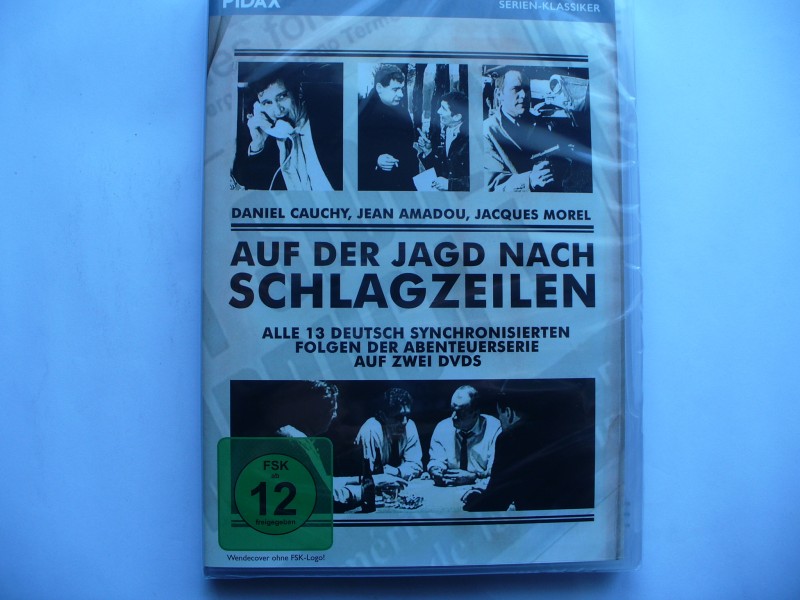 PIDAX
SERIEN-KLASSIKER
DANIEL CAUCHY, JEAN AMADOU, JACQUES MOREL
AUF DER JAGD NACH
SCHLAGZEILEN
ALLE 13 DEUTSCH SYNCHRONISIERTEN
FOLGEN DER ABENTEUERSERIE
AUF ZWEI DVDS
FSK
ab
12
freigegeben
Wendecover ohne FSK-Logo!